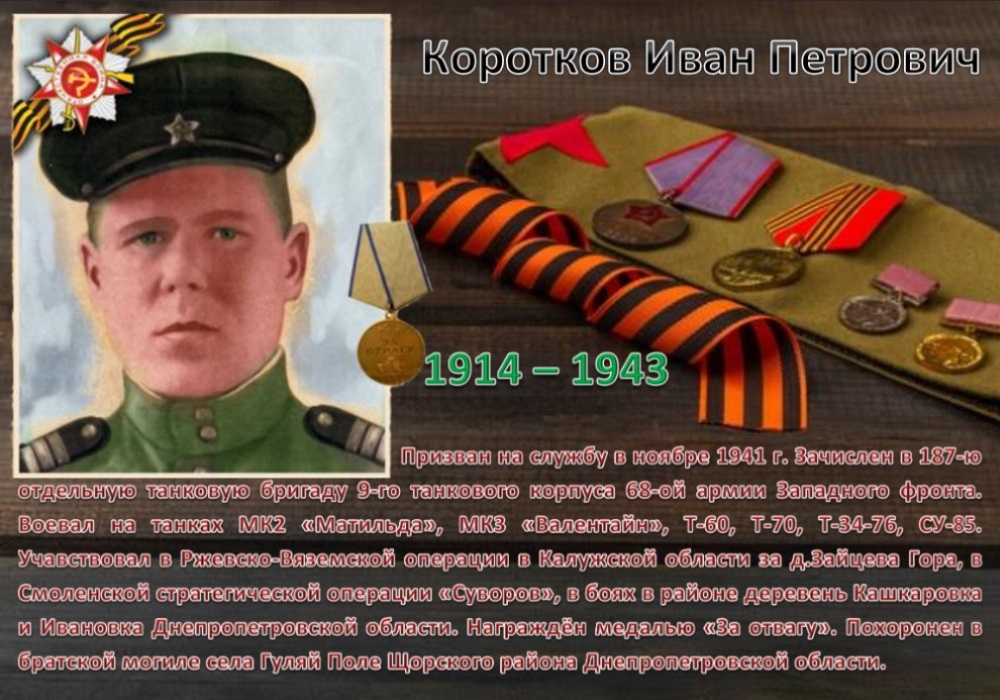 Коротков Иван Петрович
ЗА
ОТВАГУ
1914 – 1943
Призван на службу в ноябре 1941 г. Зачислен в 187-ю
отдельную танковую бригаду 9-го танкового корпуса 68-ой армии Западного фронта.
Воевал на танках МК2 «Матильда», МК3 «Валентайн», Т-60, Т-70, Т-34-76, СУ-85.
Учавствовал в Ржевско-Вяземской операции в Калужской области за д.Зайцева Гора, в
Смоленской стратегической операции «Суворов», в боях в районе деревень Кашкаровка
и Ивановка Днепропетровской области. Награждён медалью «За отвагу». Похоронен в
братской могиле села Гуляй Поле Щорского района Днепропетровской области.